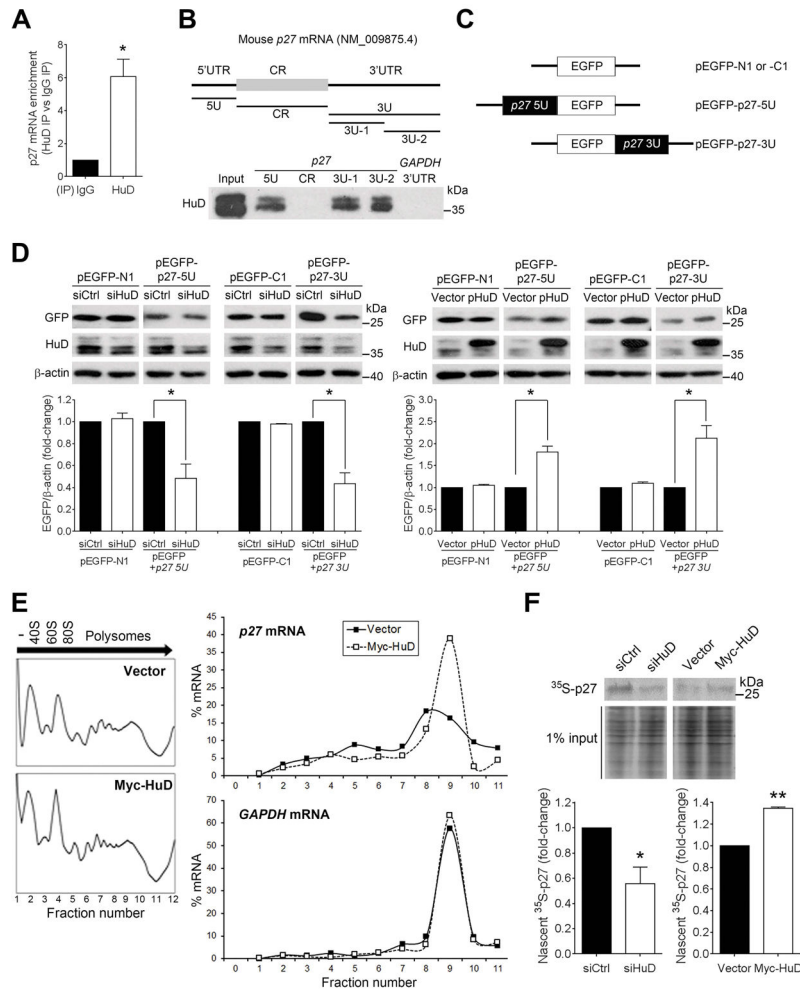 A
p27 mRNA enrichment
(HuD IP vs IgG IP)
8
6
4
2
0
*
(IP) IgG HuD
B
Mouse p27 mRNA (NM_009875.4)
5'UTR CR 3'UTR
5U CR 3U
3U-1
3U-2
p27 GAPDH
Input 5U CR 3U-1 3U-2 3'UTR kDa
HuD
35
C
EGFP pEGFP-N1 or -C1
p27 5U EGFP pEGFP-p27-5U
EGFP p27 3U pEGFP-p27-3U
D
pEGFP-N1 pEGFP-p27-5U pEGFP-C1 pEGFP-p27-3U
siCtrl siHuD siCtrl siHuD siCtrl siHuD siCtrl siHuD kDa
GFP 25
HuD 35
β-actin 40
EGFP/β-actin (fold-change)
1.2
1.0
0.8
0.6
0.4
0.2
0.0
* *
siCtrl siHuD siCtrl siHuD siCtrl siHuD siCtrl siHuD
pEGFP-N1 pEGFP +p27 5U pEGFP-C1 pEGFP +p27 3U
pEGFP-N1 pEGFP-p27-5U pEGFP-C1 pEGFP-p27-3U
Vector pHuD Vector pHuD Vector pHuD Vector pHuD kDa
GFP 25
HuD 35
β-actin 40
EGFP/β-actin (fold-change)
3.0
2.5
2.0
1.5
1.0
0.5
0.0
* *
Vector pHuD Vector pHuD Vector pHuD Vector pHuD
pEGFP-N1 pEGFP +p27 5U pEGFP-C1 pEGFP +p27 3U
E
- 40S 60S 80S Polysomes
Vector
Myc-HuD
1 2 3 4 5 6 7 8 9 10 11 12
Fraction number
p27 mRNA
Vector
Myc-HuD
% mRNA
45
40
35
30
25
20
15
10
5
0
0 1 2 3 4 5 6 7 8 9 10 11
GAPDH mRNA
% mRNA
70
60
50
40
30
20
10
0
0 1 2 3 4 5 6 7 8 9 10 11
Fraction number
F
siCtrl siHuD Vector Myc-HuD
35S-p27 kDa
25
1% input
Nascent 35S-p27 (fold-change)
1.2
1.0
0.8
0.6
0.4
0.2
0.0
*
siCtrl siHuD
Nascent 35S-p27 (fold-change)
1.4
1.2
1.0
0.8
0.6
0.4
0.2
0.0
**
Vector Myc-HuD